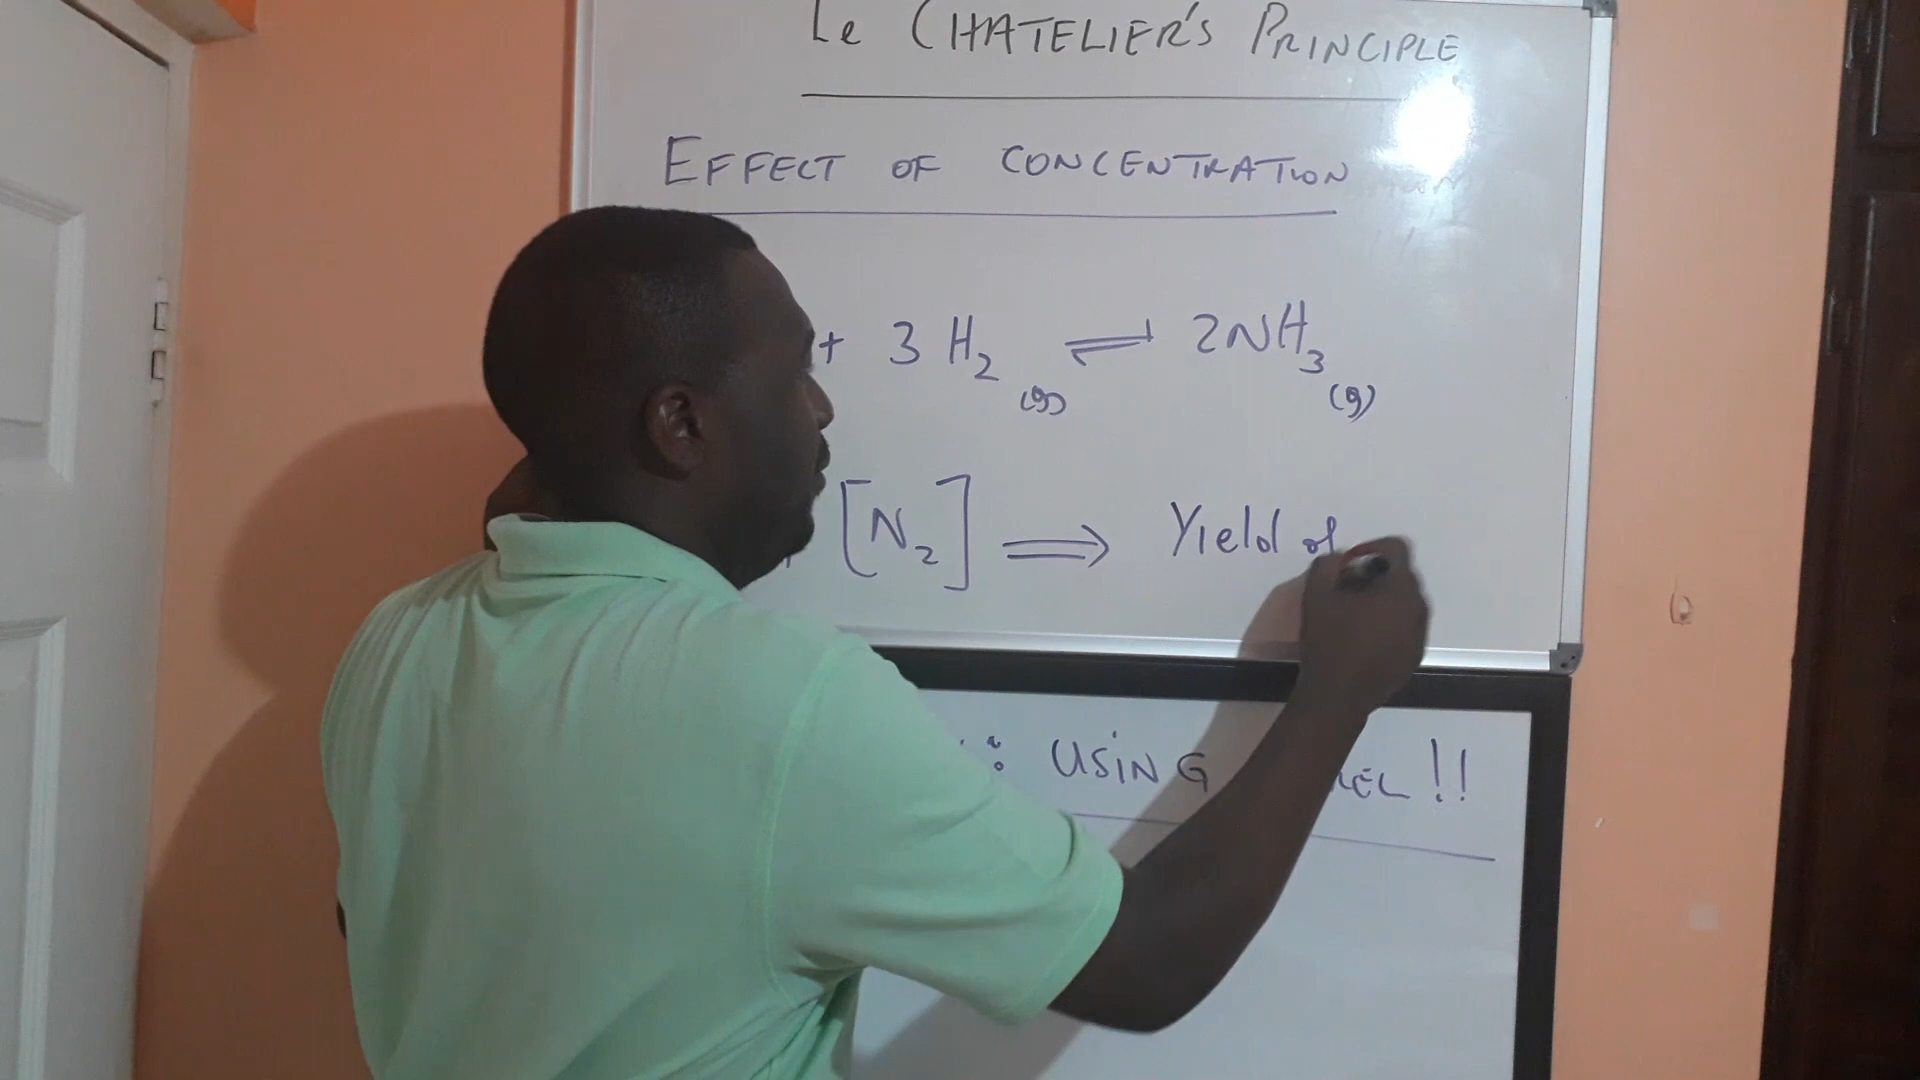 Le CHATELIER'S PRINCIPLE
EFFECT OF CONCENTRATION
+ 3 H₂ (g) ⇌ 2NH₃ (g)
[N₂] ⟹ Yield of
: USING !!